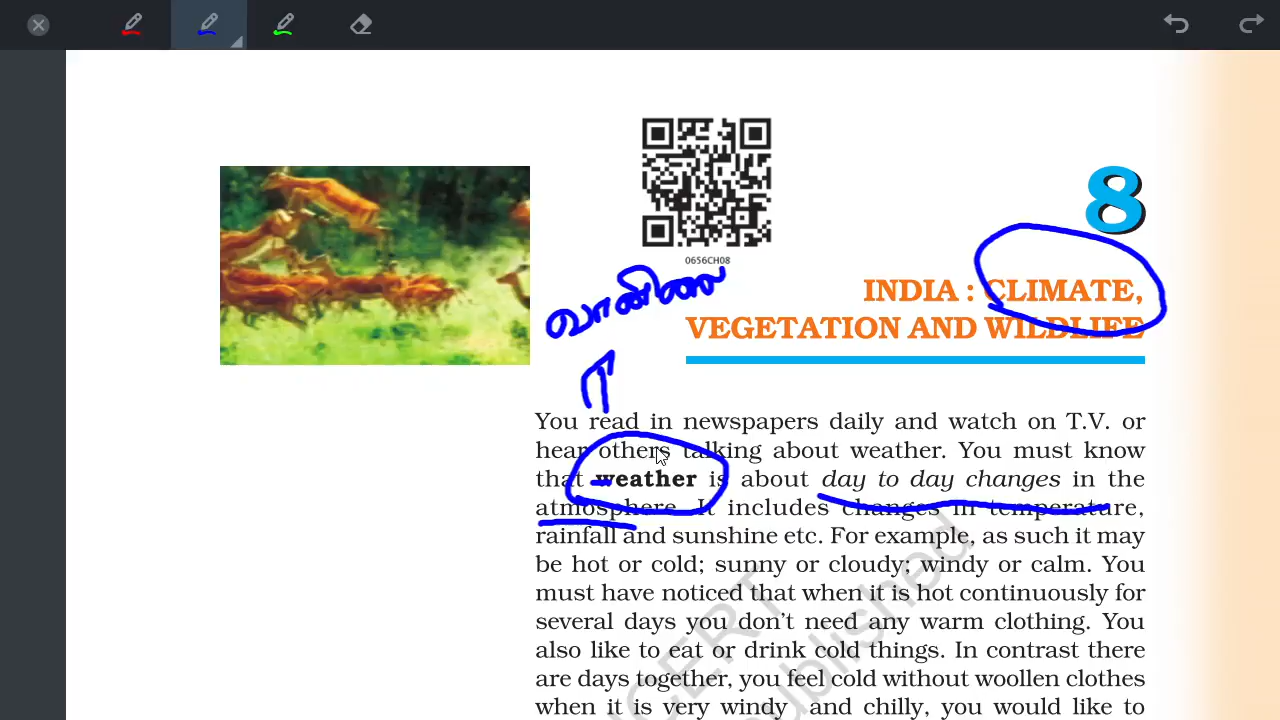 0656CH08
8
INDIA : CLIMATE,
VEGETATION AND WILDLIFE
வானிலை
You read in newspapers daily and watch on T.V. or
hear others talking about weather. You must know
that weather is about day to day changes in the
atmosphere. It includes changes in temperature,
rainfall and sunshine etc. For example, as such it may
be hot or cold; sunny or cloudy; windy or calm. You
must have noticed that when it is hot continuously for
several days you don't need any warm clothing. You
also like to eat or drink cold things. In contrast there
are days together, you feel cold without woollen clothes
when it is very windy and chilly, you would like to
NCERT
published